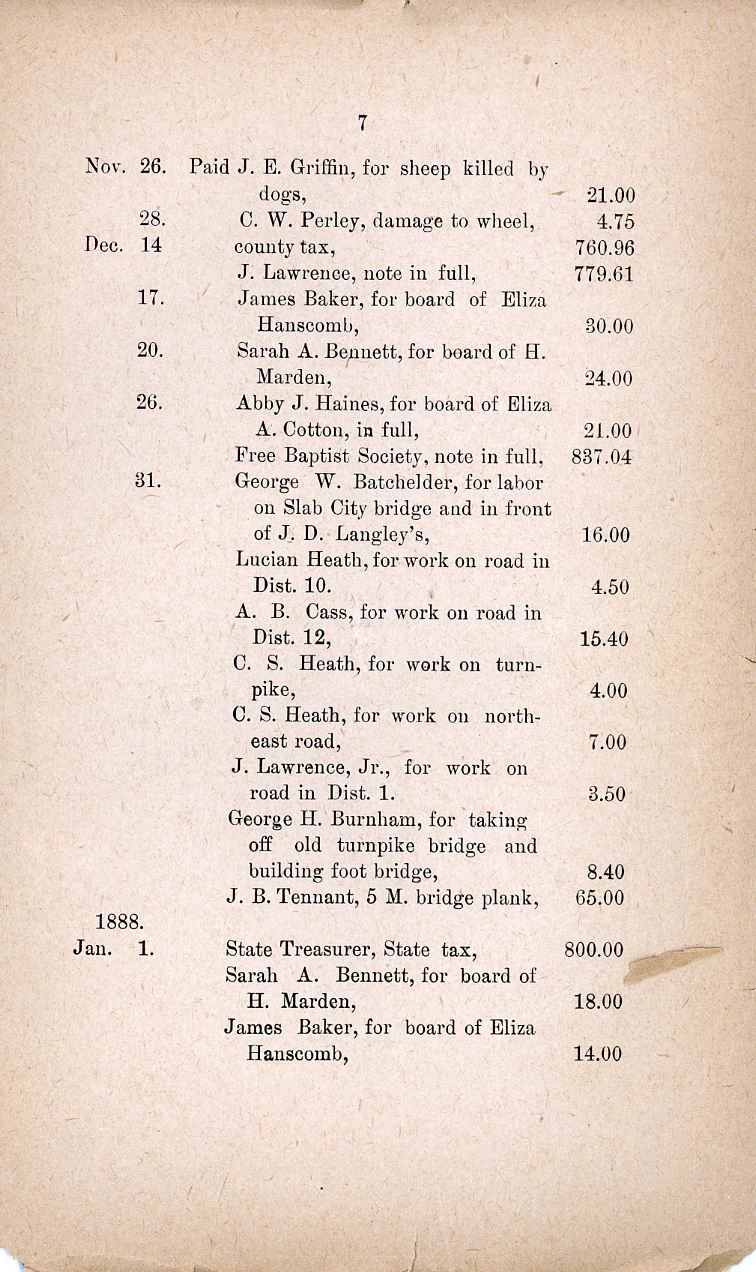 7
Nov. 26. Paid J. E. Griffin, for sheep killed by
dogs, 21.00
28. C. W. Perley, damage to wheel, 4.75
Dec. 14 county tax, 760.96
J. Lawrence, note in full, 779.61
17. James Baker, for board of Eliza
Hanscomb, 30.00
20. Sarah A. Bennett, for board of H.
Marden, 24.00
26. Abby J. Haines, for board of Eliza
A. Cotton, in full, 21.00
Free Baptist Society, note in full, 837.04
31. George W. Batchelder, for labor
on Slab City bridge and in front
of J. D. Langley's, 16.00
Lucian Heath, for work on road in
Dist. 10. 4.50
A. B. Cass, for work on road in
Dist. 12, 15.40
C. S. Heath, for work on turn-
pike, 4.00
C. S. Heath, for work on north-
east road, 7.00
J. Lawrence, Jr., for work on
road in Dist. 1. 3.50
George H. Burnham, for taking
off old turnpike bridge and
building foot bridge, 8.40
J. B. Tennant, 5 M. bridge plank, 65.00
1888.
Jan. 1. State Treasurer, State tax, 800.00
Sarah A. Bennett, for board of
H. Marden, 18.00
James Baker, for board of Eliza
Hanscomb, 14.00